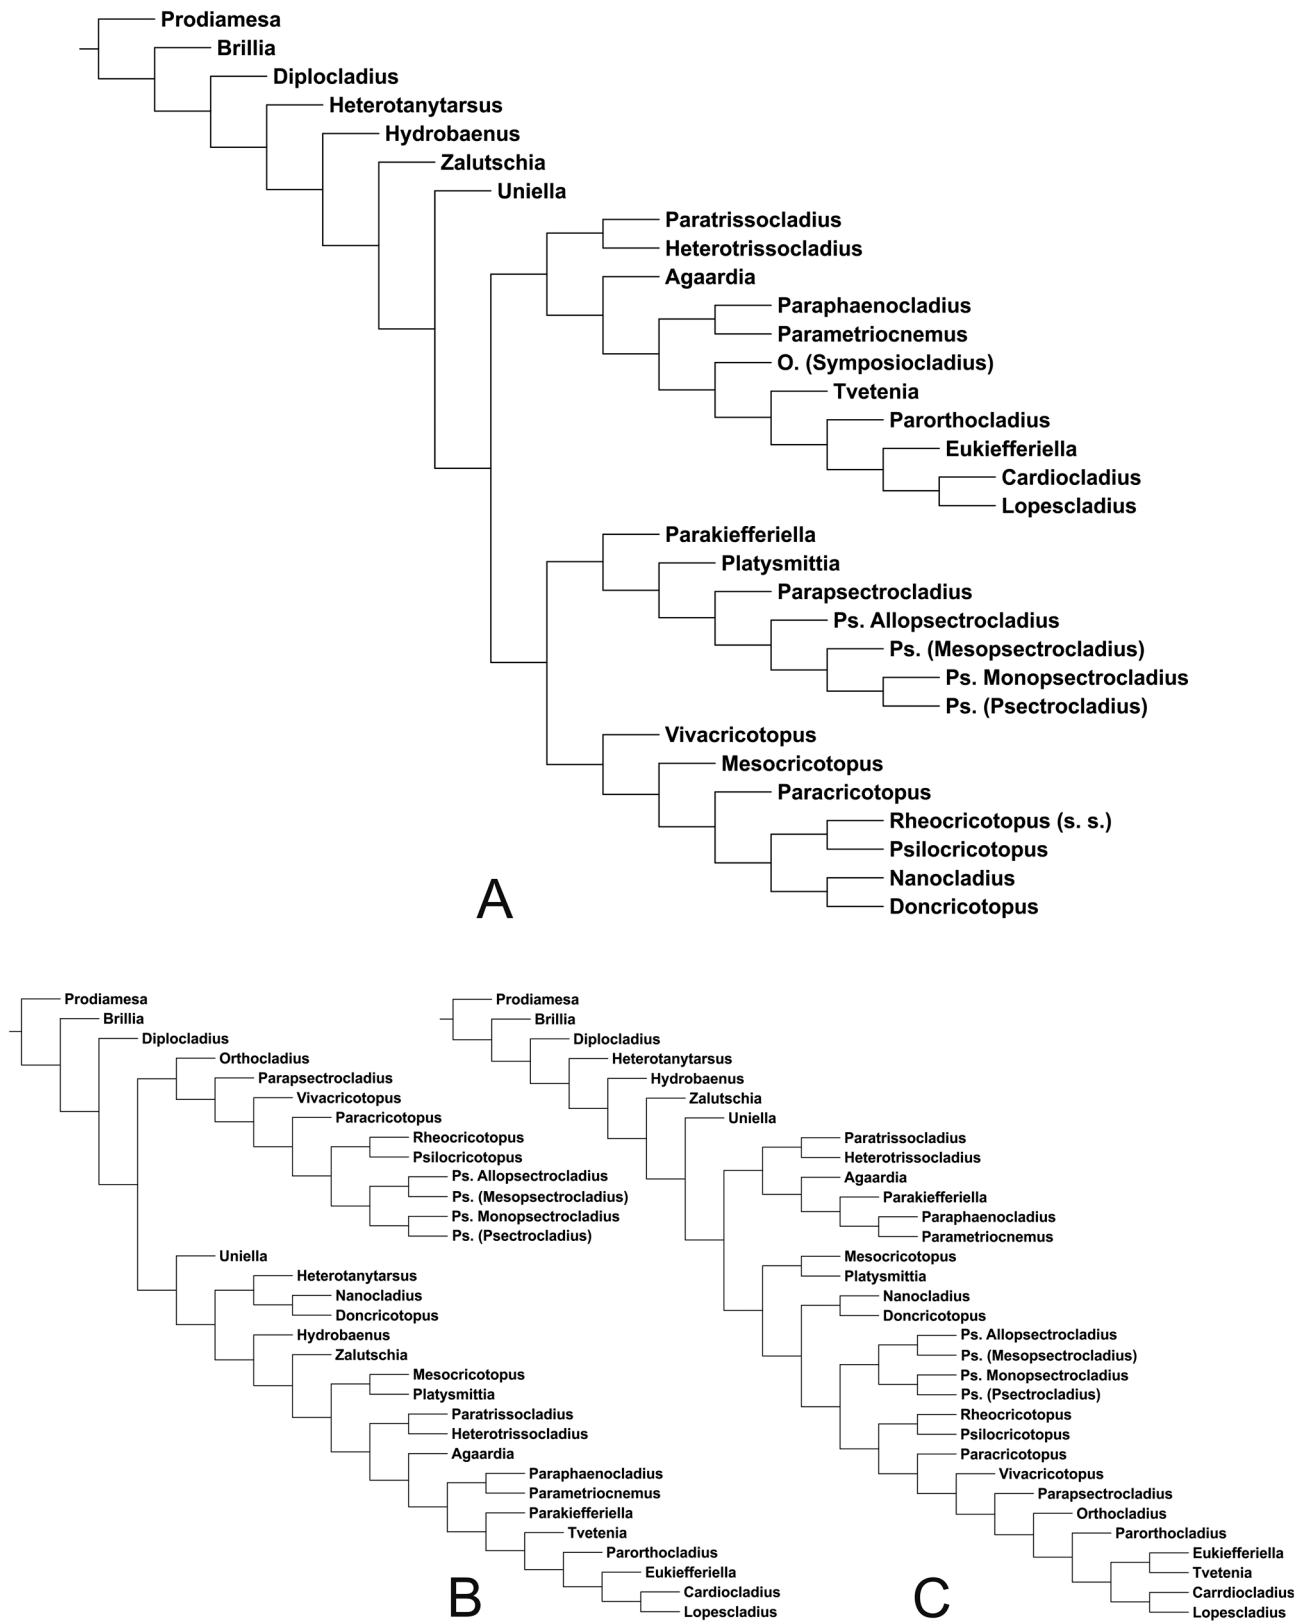 Prodiamesa
Brillia
Diplocladius
Heterotanytarsus
Hydrobaenus
Zalutschia
Uniella
Paratrissocladius
Heterotrissocladius
Agaardia
Paraphaenocladius
Parametriocnemus
O. (Symposiocladius)
Tvetenia
Parorthocladius
Eukiefferiella
Cardiocladius
Lopescladius
Parakiefferiella
Platysmittia
Parapsectrocladius
Ps. Allopsectrocladius
Ps. (Mesopsectrocladius)
Ps. Monopsectrocladius
Ps. (Psectrocladius)
Vivacricotopus
Mesocricotopus
Paracricotopus
Rheocricotopus (s. s.)
Psilocricotopus
Nanocladius
Doncricotopus
A
Prodiamesa
Brillia
Diplocladius
Orthocladius
Parapsectrocladius
Vivacricotopus
Paracricotopus
Rheocricotopus
Psilocricotopus
Ps. Allopsectrocladius
Ps. (Mesopsectrocladius)
Ps. Monopsectrocladius
Ps. (Psectrocladius)
Uniella
Heterotanytarsus
Nanocladius
Doncricotopus
Hydrobaenus
Zalutschia
Mesocricotopus
Platysmittia
Paratrissocladius
Heterotrissocladius
Agaardia
Paraphaenocladius
Parametriocnemus
Parakiefferiella
Tvetenia
Parorthocladius
Eukiefferiella
Cardiocladius
Lopescladius
B
Prodiamesa
Brillia
Diplocladius
Heterotanytarsus
Hydrobaenus
Zalutschia
Uniella
Paratrissocladius
Heterotrissocladius
Agaardia
Parakiefferiella
Paraphaenocladius
Parametriocnemus
Mesocricotopus
Platysmittia
Nanocladius
Doncricotopus
Ps. Allopsectrocladius
Ps. (Mesopsectrocladius)
Ps. Monopsectrocladius
Ps. (Psectrocladius)
Rheocricotopus
Psilocricotopus
Paracricotopus
Vivacricotopus
Parapsectrocladius
Orthocladius
Parorthocladius
Eukiefferiella
Tvetenia
Carrdiocladius
Lopescladius
C